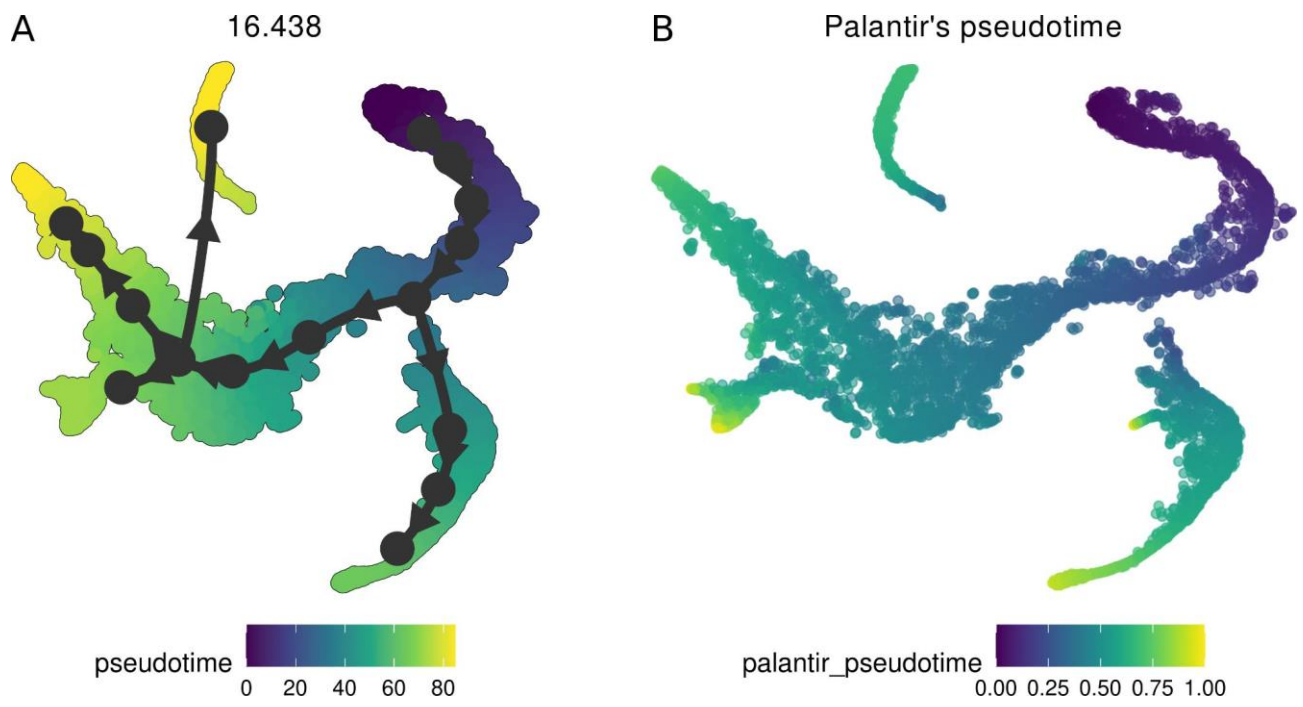 A
16.438
pseudotime
0 20 40 60 80
B
Palantir's pseudotime
palantir_pseudotime
0.00 0.25 0.50 0.75 1.00